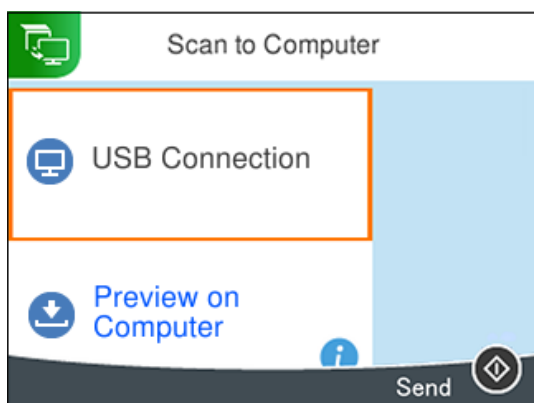 Scan to Computer
USB Connection
Preview on
Computer
i
Send